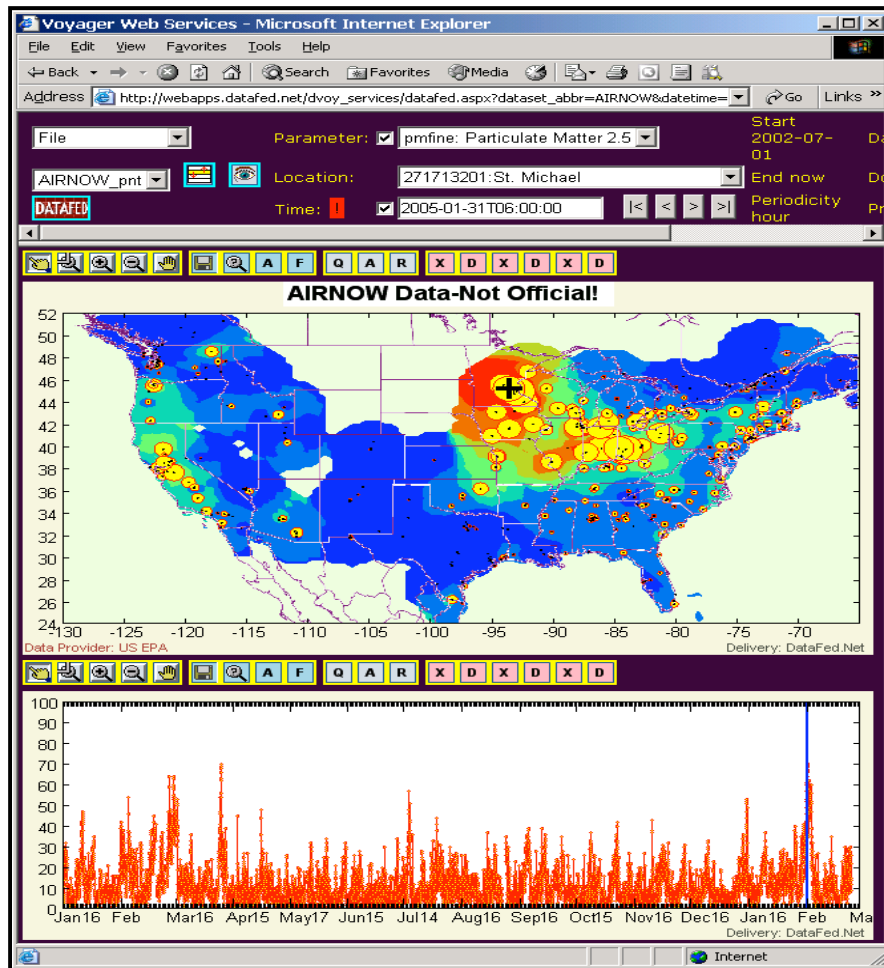 Voyager Web Services - Microsoft Internet Explorer
File Edit View Favorites Tools Help
Back Search Favorites Media
Address http://webapps.datafed.net/dvoy_services/datafed.aspx?dataset_abbr=AIRNOW&datetime= Go Links »
File Parameter: pmfine: Particulate Matter 2.5 Start 2002-07-01 Da
AIRNOW_pnt Location: 271713201:St. Michael End now Do
DATAFED Time: ! 2005-01-31T06:00:00 |< < > >| Periodicity hour Pr
A F Q A R X D X D X D
AIRNOW Data-Not Official!
52
50
48
46
44
42
40
38
36
34
32
30
28
26
24
-130 -125 -120 -115 -110 -105 -100 -95 -90 -85 -80 -75 -70
Data Provider: US EPA Delivery: DataFed.Net
A F Q A R X D X D X D
100
90
80
70
60
50
40
30
20
10
0
Jan16 Feb Mar16 Apr15 May17 Jun15 Jul14 Aug16 Sep16 Oct15 Nov16 Dec16 Jan16 Feb Ma
Delivery: DataFed.Net
Internet